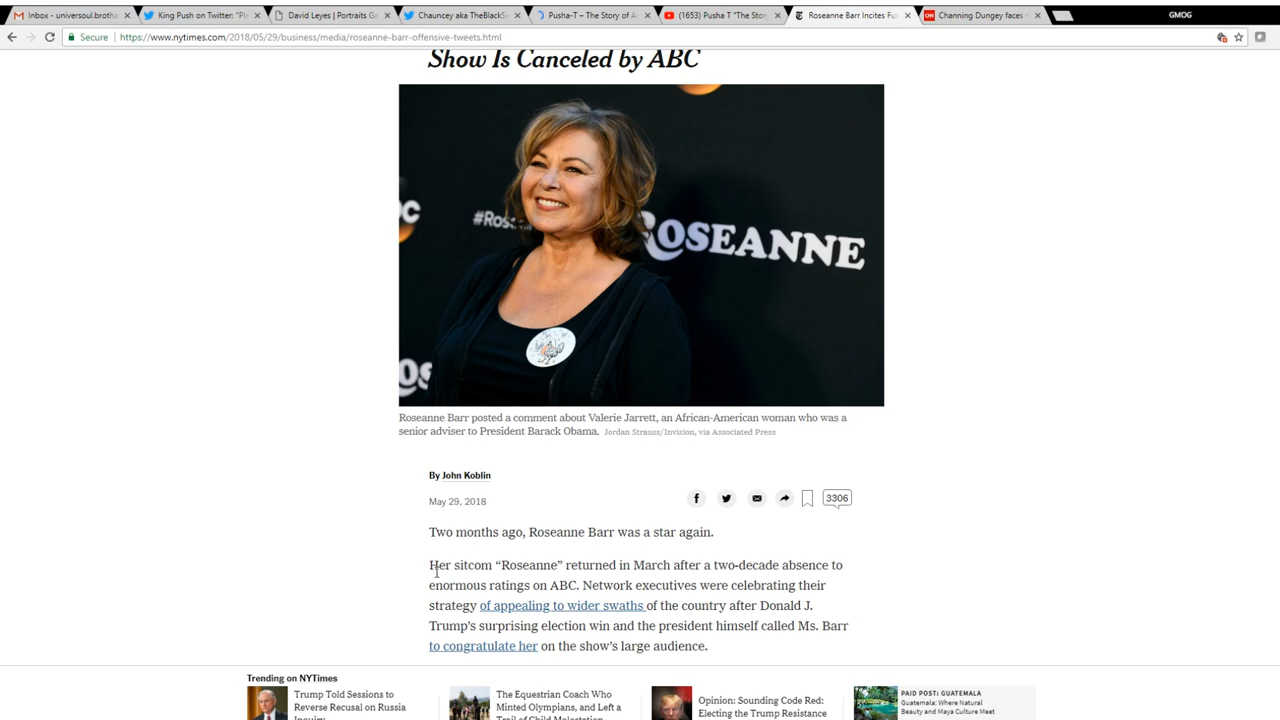 Inbox - universoul.brotha
King Push on Twitter: "Ple
David Leyes | Portraits Ga
Chauncey aka TheBlackS
Pusha-T – The Story of A
(1653) Pusha T "The Stor
Roseanne Barr Incites Fu
Channing Dungey faces
GMOG
Secure | https://www.nytimes.com/2018/05/29/business/media/roseanne-barr-offensive-tweets.html
Show Is Canceled by ABC
#Ros
ROSEANNE
Roseanne Barr posted a comment about Valerie Jarrett, an African-American woman who was a
senior adviser to President Barack Obama. Jordan Strauss/Invision, via Associated Press
By John Koblin
May 29, 2018
3306
Two months ago, Roseanne Barr was a star again.
Her sitcom “Roseanne” returned in March after a two-decade absence to
enormous ratings on ABC. Network executives were celebrating their
strategy of appealing to wider swaths of the country after Donald J.
Trump’s surprising election win and the president himself called Ms. Barr
to congratulate her on the show’s large audience.
Trending on NYTimes
Trump Told Sessions to
Reverse Recusal on Russia
Inquiry
The Equestrian Coach Who
Minted Olympians, and Left a
Trail of Child Molestation
Opinion: Sounding Code Red:
Electing the Trump Resistance
PAID POST: GUATEMALA
Guatemala: Where Natural
Beauty and Maya Culture Meet